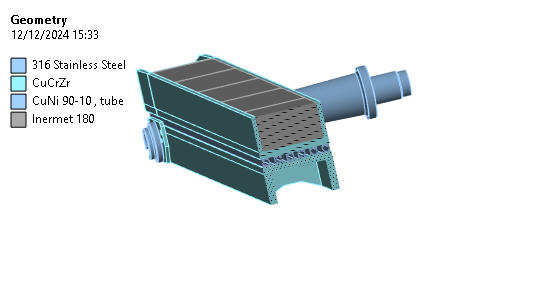 Geometry
12/12/2024 15:33
316 Stainless Steel
CuCrZr
CuNi 90-10 , tube
Inermet 180